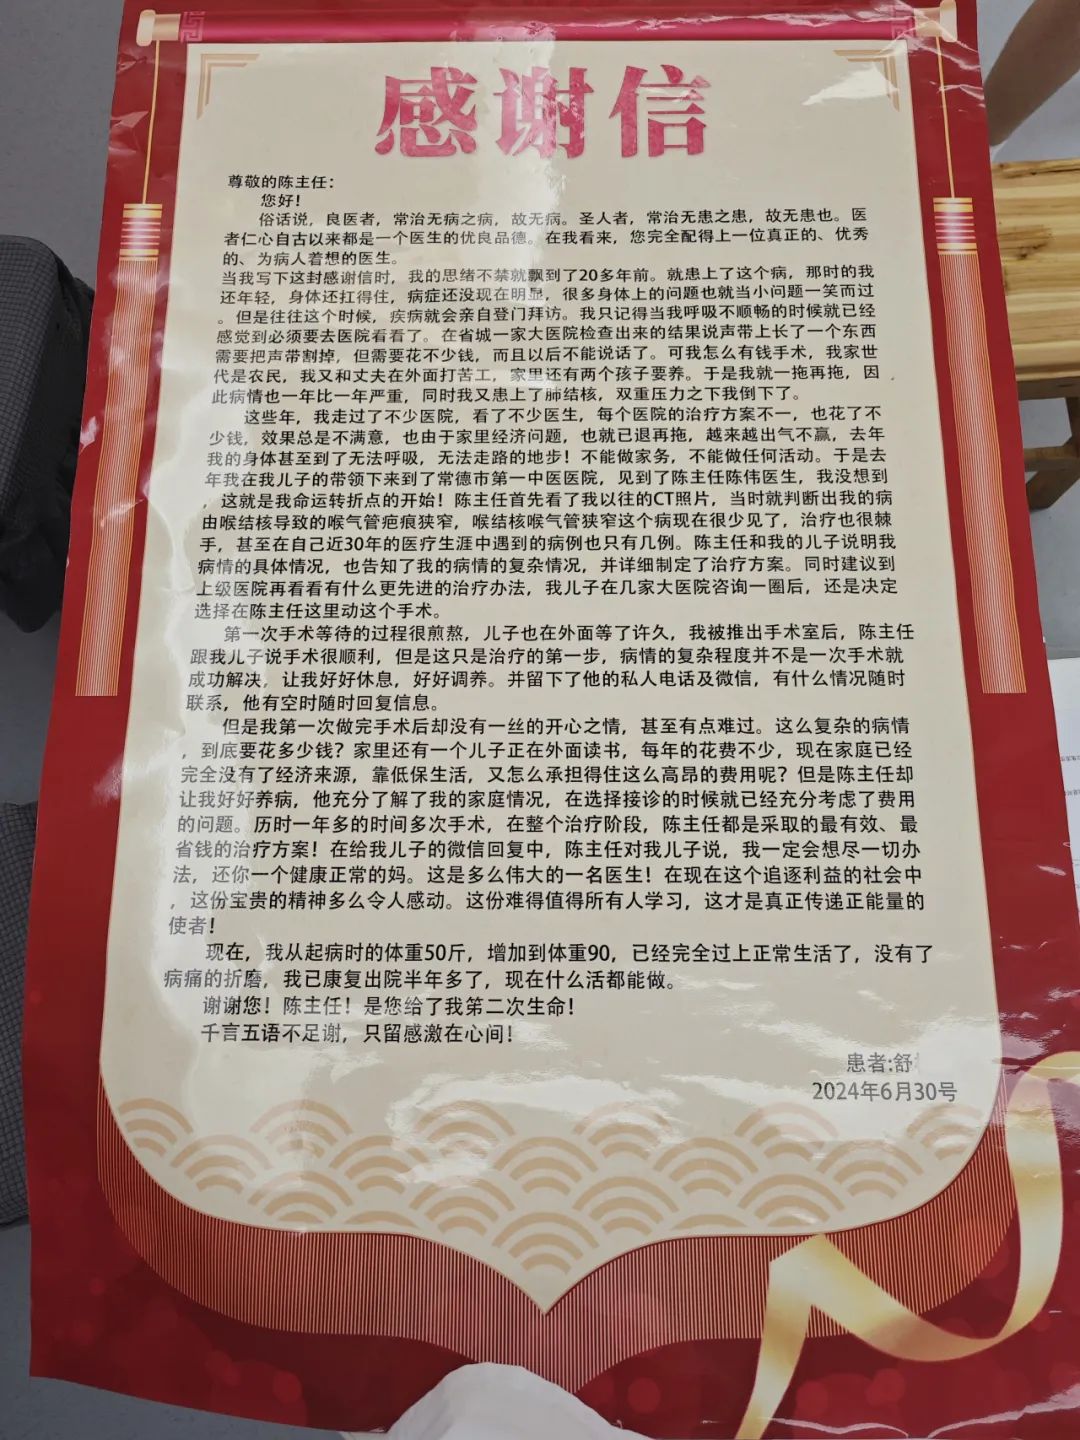 感谢信
尊敬的陈主任：
您好！
俗话说，良医者，常治无病之病，故无病。圣人者，常治无患之患，故无患也。医
者仁心自古以来都是一个医生的优良品德。在我看来，您完全配得上一位真正的、优秀
的、为病人着想的医生。
当我写下这封感谢信时，我的思绪不禁就飘到了20多年前。就患上了这个病，那时的我
还年轻，身体还扛得住，病症还没现在明显，很多身体上的问题也就当小问题一笑而过
。但是往往这个时候，疾病就会亲自登门拜访。我只记得当我呼吸不顺畅的时候就已经
感觉到必须要去医院看看了。在省城一家大医院检查出来的结果说声带上长了一个东西
需要把声带割掉，但需要花不少钱，而且以后不能说话了。可我怎么有钱手术，我家世
代是农民，我又和丈夫在外面打苦工，家里还有两个孩子要养。于是我就一拖再拖，因
此病情也一年比一年严重，同时我又患上了肺结核，双重压力之下我倒下了。
这些年，我走过了不少医院，看了不少医生，每个医院的治疗方案不一，也花了不
少钱，效果总是不满意，也由于家里经济问题，也就已退再拖，越来越出气不赢，去年
我的身体甚至到了无法呼吸，无法走路的地步！不能做家务，不能做任何活动。于是去
年我在我儿子的带领下来到了常德市第一中医医院，见到了陈主任陈伟医生，我没想到
，这就是我命运转折点的开始！陈主任首先看了我以往的CT照片，当时就判断出我的病
由喉结核导致的喉气管疤痕狭窄，喉结核喉气管狭窄这个病现在很少见了，治疗也很棘
手，甚至在自己近30年的医疗生涯中遇到的病例也只有几例。陈主任和我的儿子说明我
病情的具体情况，也告知了我的病情的复杂情况，并详细制定了治疗方案。同时建议到
上级医院再看看有什么更先进的治疗办法，我儿子在几家大医院咨询一圈后，还是决定
选择在陈主任这里动这个手术。
第一次手术等待的过程很煎熬，儿子也在外面等了许久，我被推出手术室后，陈主任
跟我儿子说手术很顺利，但是这只是治疗的第一步，病情的复杂程度并不是一次手术就
成功解决，让我好好休息，好好调养。并留下了他的私人电话及微信，有什么情况随时
联系，他有空时随时回复信息。
但是我第一次做完手术后却没有一丝的开心之情，甚至有点难过。这么复杂的病情
，到底要花多少钱？家里还有一个儿子正在外面读书，每年的花费不少，现在家庭已经
完全没有了经济来源，靠低保生活，又怎么承担得住这么高昂的费用呢？但是陈主任却
让我好好养病，他充分了解了我的家庭情况，在选择接诊的时候就已经充分考虑了费用
的问题。历时一年多的时间多次手术，在整个治疗阶段，陈主任都是采取的最有效、最
省钱的治疗方案！在给我儿子的微信回复中，陈主任对我儿子说，我一定会想尽一切办
法，还你一个健康正常的妈。这是多么伟大的一名医生！在现在这个追逐利益的社会中
，这份宝贵的精神多么令人感动。这份难得值得所有人学习，这才是真正传递正能量的
使者！
现在，我从起病时的体重50斤，增加到体重90，已经完全过上正常生活了，没有了
病痛的折磨，我已康复出院半年多了，现在什么活都能做。
谢谢您！陈主任！是您给了我第二次生命！
千言五语不足谢，只留感激在心间！
患者:舒
2024年6月30号